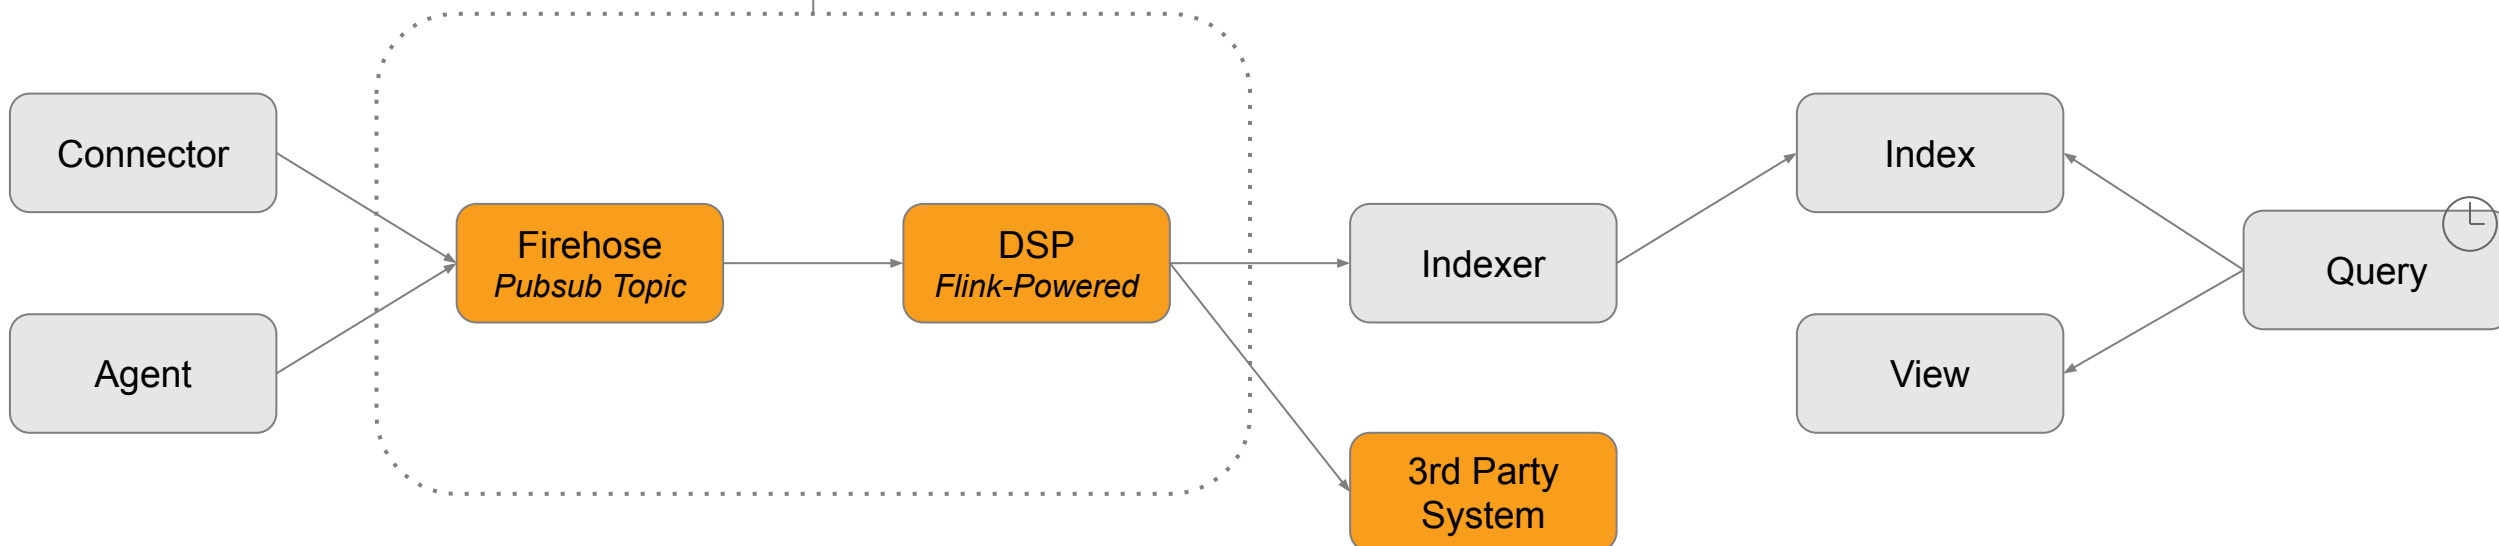 Connector
Agent
Firehose
Pubsub Topic
DSP
Flink-Powered
Indexer
3rd Party
System
Index
View
Query